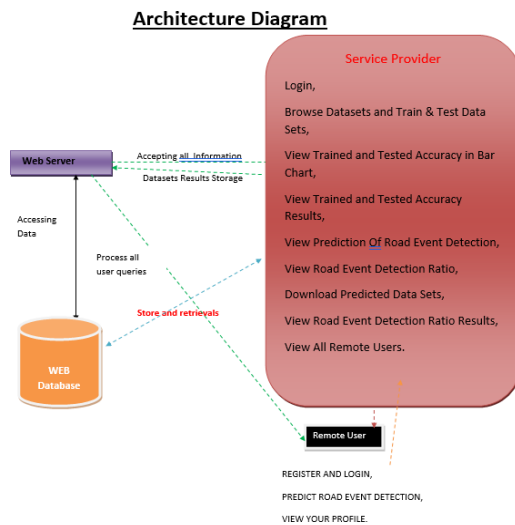 Architecture Diagram
Service Provider
Login,
Browse Datasets and Train & Test Data
Sets,
View Trained and Tested Accuracy in Bar
Chart,
View Trained and Tested Accuracy
Results,
View Prediction Of Road Event Detection,
View Road Event Detection Ratio,
Download Predicted Data Sets,
View Road Event Detection Ratio Results,
View All Remote Users.
Web Server
Accepting all Information
Datasets Results Storage
Accessing
Data
Process all
user queries
Store and retrievals
WEB
Database
Remote User
REGISTER AND LOGIN,
PREDICT ROAD EVENT DETECTION,
VIEW YOUR PROFILE.